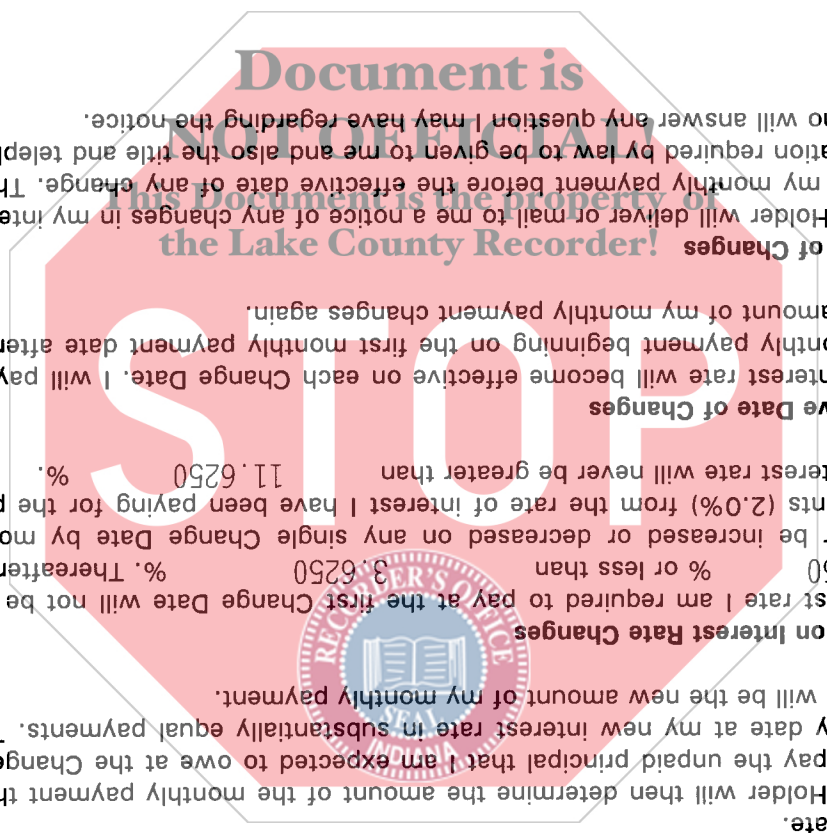 Document is
NOT OFFICIAL!
This Document is the property of
the Lake County Recorder!
STOP
RECORDER'S OFFICE
SEAL
INDIANA
ate.
Holder will then determine the amount of the monthly payment th
pay the unpaid principal that I am expected to owe at the Change
y date at my new interest rate in substantially equal payments. T
will be the new amount of my monthly payment.
on Interest Rate Changes
st rate I am required to pay at the first Change Date will not be
50 % or less than 3.6250 %. Thereafter
r be increased or decreased on any single Change Date by mo
nts (2.0%) from the rate of interest I have been paying for the p
terest rate will never be greater than 11.6250 %.
ve Date of Changes
nterest rate will become effective on each Change Date. I will pay
onthly payment beginning on the first monthly payment date after
amount of my monthly payment changes again.
of Changes
Holder will deliver or mail to me a notice of any changes in my inte
my monthly payment before the effective date of any change. Th
ation required by law to be given to me and also the title and teleph
ho will answer any question I may have regarding the notice.